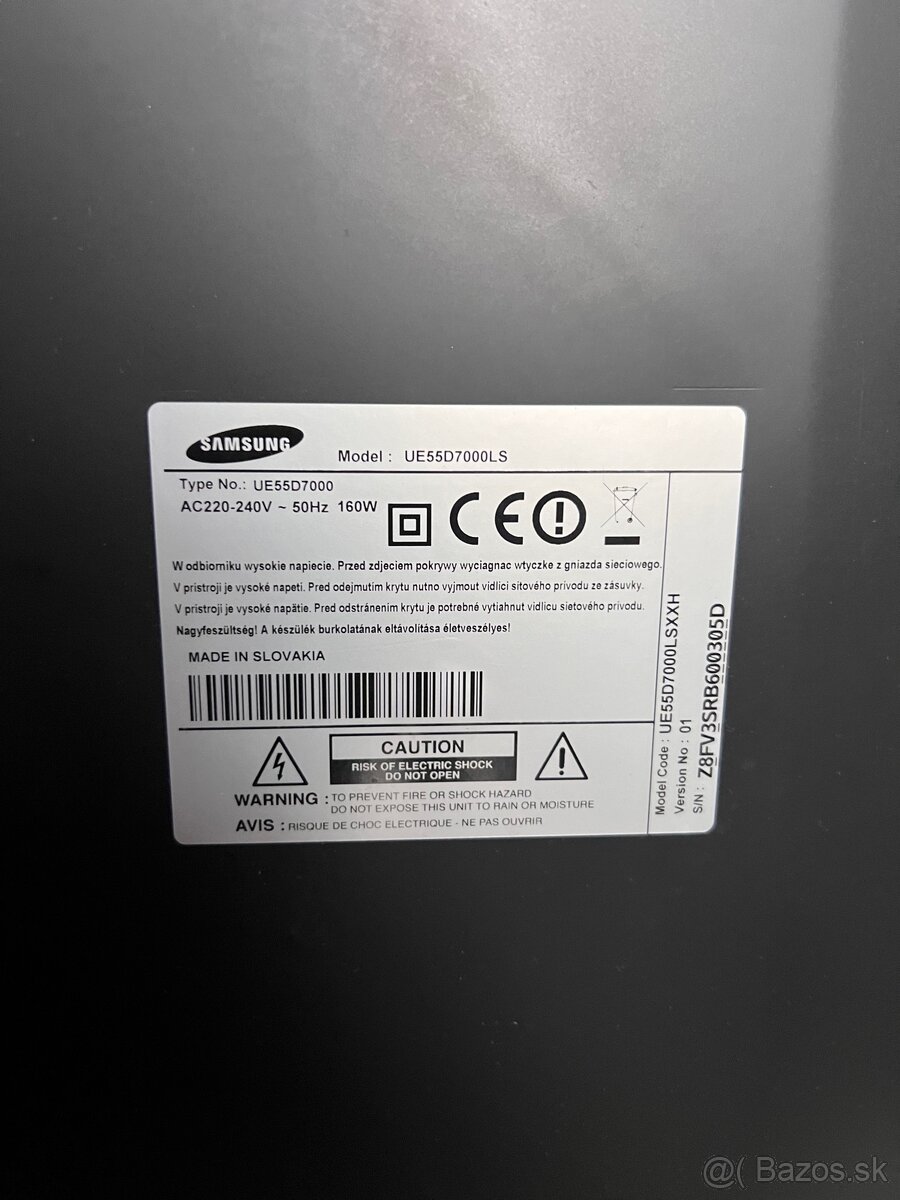 SAMSUNG
Model : UE55D7000LS
Type No.: UE55D7000
AC220-240V ~ 50Hz 160W
W odbiorniku wysokie napiecie. Przed zdjeciem pokrywy wyciagnac wtyczke z gniazda sieciowego.
V pristroji je vysoké napeti. Pred odejmutím krytu nutno vyjmout vidlici sítového privodu ze zásuvky.
V pristroji je vysoké napätie. Pred odstránením krytu je potrebné vytiahnut vidlicu sietového privodu.
Nagyfeszültség! A készülék burkolatának eltávolítása életveszélyes!
MADE IN SLOVAKIA
CAUTION
RISK OF ELECTRIC SHOCK
DO NOT OPEN
WARNING : TO PREVENT FIRE OR SHOCK HAZARD
DO NOT EXPOSE THIS UNIT TO RAIN OR MOISTURE
AVIS : RISQUE DE CHOC ELECTRIQUE - NE PAS OUVRIR
Model Code : UE55D7000LSXXH
Version No : 01
S/N : Z8FV3SRB600305D
@( Bazos.sk